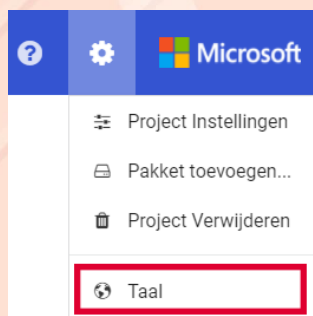 Microsoft
Project Instellingen
Pakket toevoegen...
Project Verwijderen
Taal